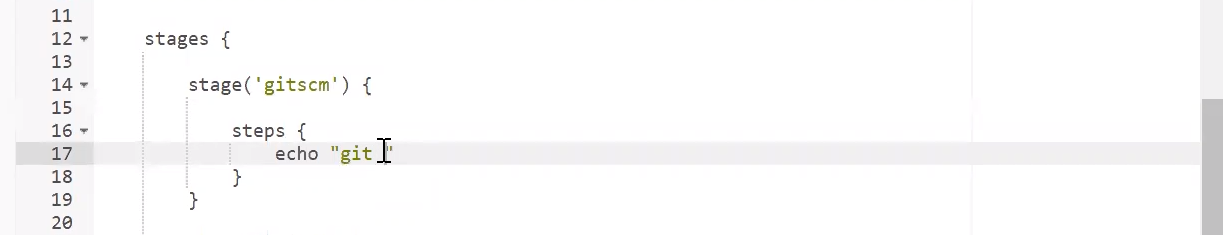 11
12 stages {
13
14 stage('gitscm') {
15
16 steps {
17 echo "git "
18 }
19 }
20